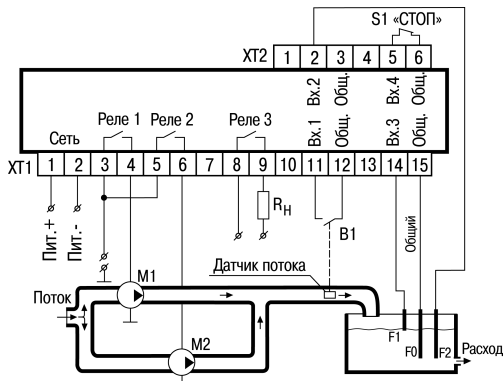 S1 «СТОП»
XT2 1 2 3 4 5 6
Вх.2 Общ. Вх.4 Общ.
Реле 1 Реле 2 Реле 3
Сеть
Вх.1 Общ. Вх.3 Общ.
XT1 1 2 3 4 5 6 7 8 9 10 11 12 13 14 15
Пит.+
Пит.-
RН
B1
Общий
Датчик потока
M1
Поток
M2
F1
F0
F2
Расход